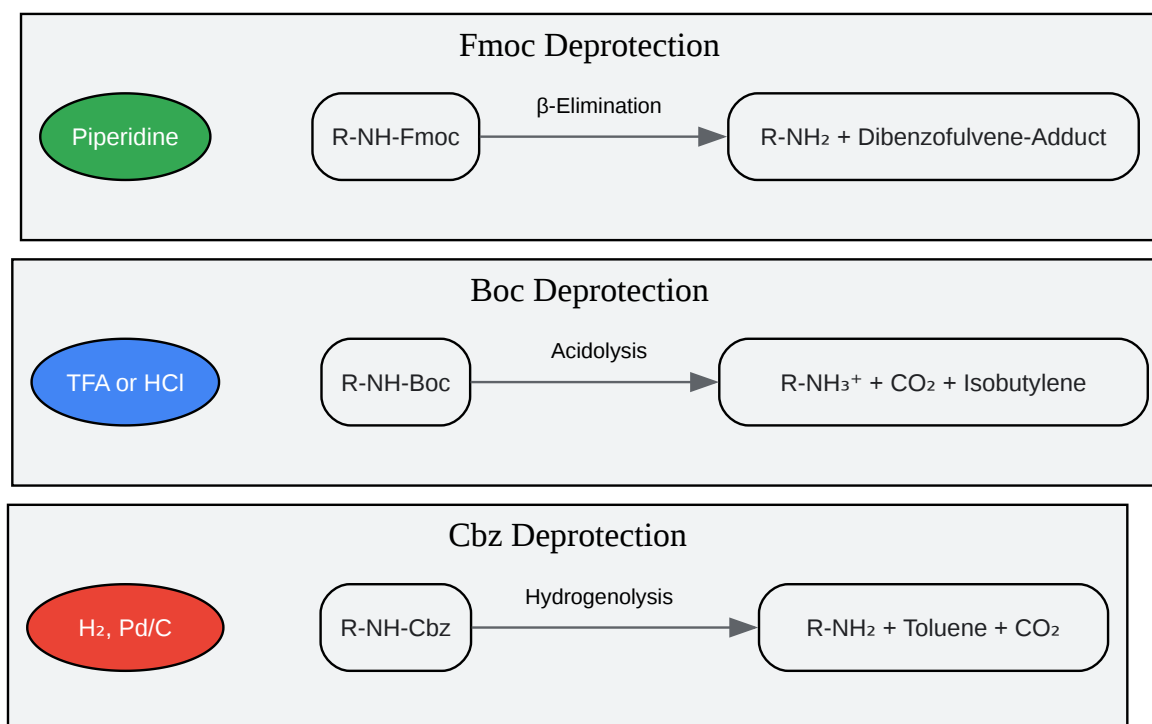 Fmoc Deprotection
Piperidine
R-NH-Fmoc
β-Elimination
R-NH₂ + Dibenzofulvene-Adduct
Boc Deprotection
TFA or HCl
R-NH-Boc
Acidolysis
R-NH₃⁺ + CO₂ + Isobutylene
Cbz Deprotection
H₂, Pd/C
R-NH-Cbz
Hydrogenolysis
R-NH₂ + Toluene + CO₂